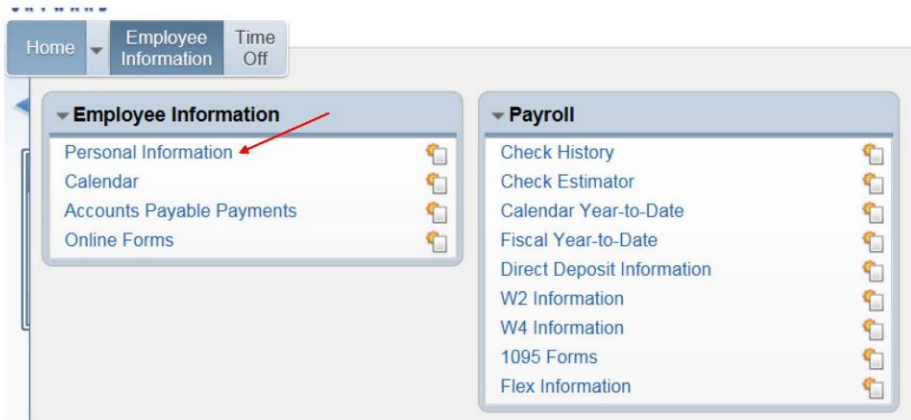 Home
Employee
Information
Time
Off
Employee Information
Personal Information
Calendar
Accounts Payable Payments
Online Forms
Payroll
Check History
Check Estimator
Calendar Year-to-Date
Fiscal Year-to-Date
Direct Deposit Information
W2 Information
W4 Information
1095 Forms
Flex Information